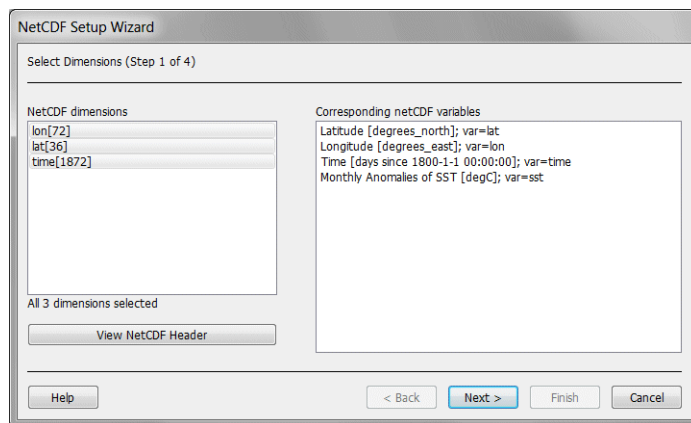 NetCDF Setup Wizard
Select Dimensions (Step 1 of 4)
NetCDF dimensions
lon[72]
lat[36]
time[1872]
All 3 dimensions selected
View NetCDF Header
Corresponding netCDF variables
Latitude [degrees_north]; var=lat
Longitude [degrees_east]; var=lon
Time [days since 1800-1-1 00:00:00]; var=time
Monthly Anomalies of SST [degC]; var=sst
Help
< Back
Next >
Finish
Cancel